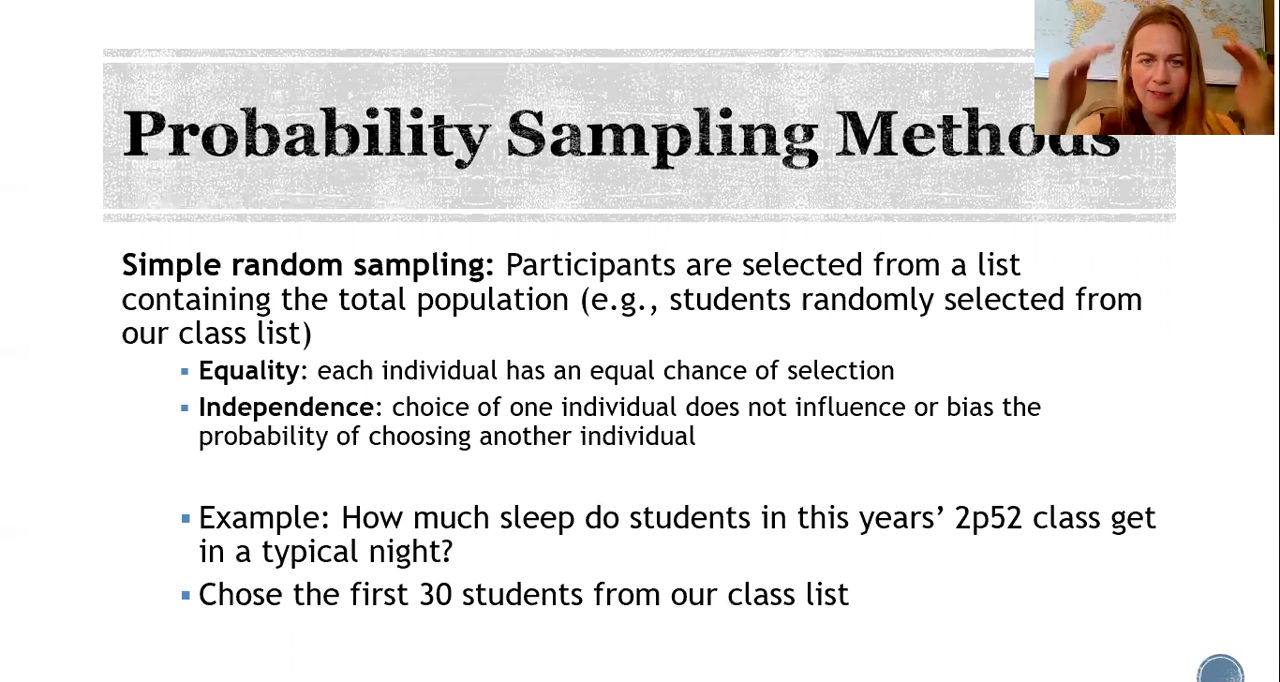 Probability Sampling Methods
Simple random sampling: Participants are selected from a list
containing the total population (e.g., students randomly selected from
our class list)
▪ Equality: each individual has an equal chance of selection
▪ Independence: choice of one individual does not influence or bias the
probability of choosing another individual
▪ Example: How much sleep do students in this years’ 2p52 class get
in a typical night?
▪ Chose the first 30 students from our class list